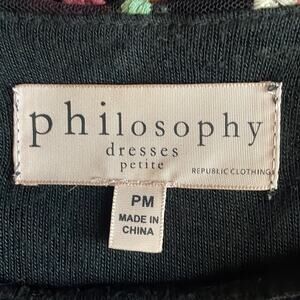 philosophy
dresses
petite
REPUBLIC CLOTHING
PM
MADE IN
CHINA